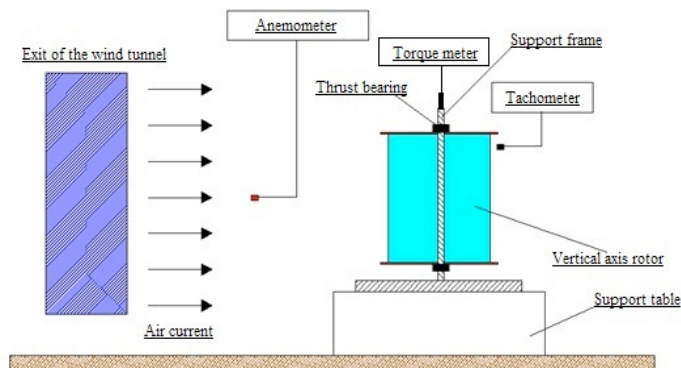 Anemometer
Support frame
Exit of the wind tunnel
Torque meter
Thrust bearing
Tachometer
Vertical axis rotor
Support table
Air current